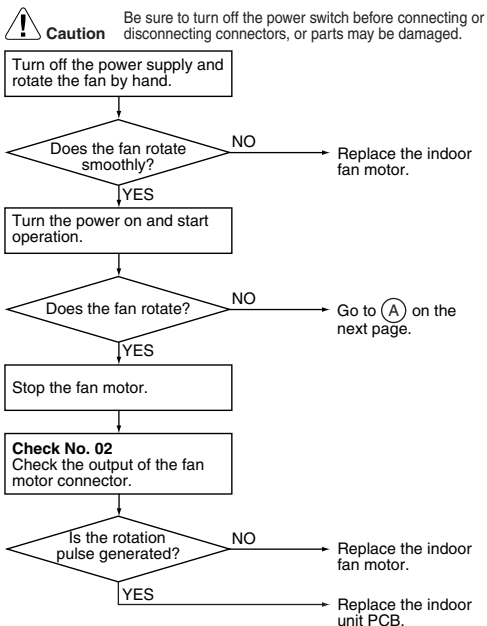 Caution
Be sure to turn off the power switch before connecting or
disconnecting connectors, or parts may be damaged.
Turn off the power supply and
rotate the fan by hand.
Does the fan rotate
smoothly?
NO
Replace the indoor
fan motor.
YES
Turn the power on and start
operation.
Does the fan rotate?
NO
Go to A on the
next page.
YES
Stop the fan motor.
Check No. 02
Check the output of the fan
motor connector.
Is the rotation
pulse generated?
NO
Replace the indoor
fan motor.
YES
Replace the indoor
unit PCB.